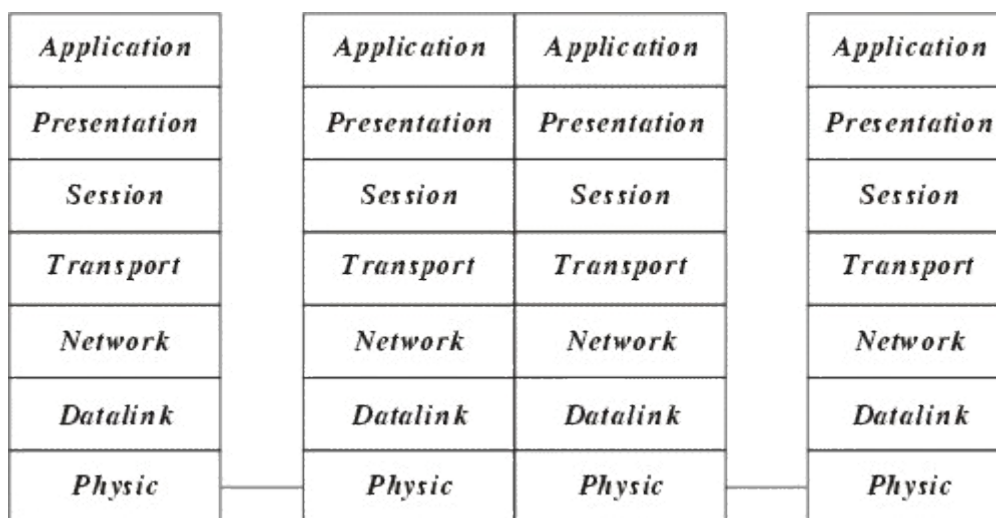 Application Application Application Application
Presentation Presentation Presentation Presentation
Session Session Session Session
Transport Transport Transport Transport
Network Network Network Network
Datalink Datalink Datalink Datalink
Physic Physic Physic Physic